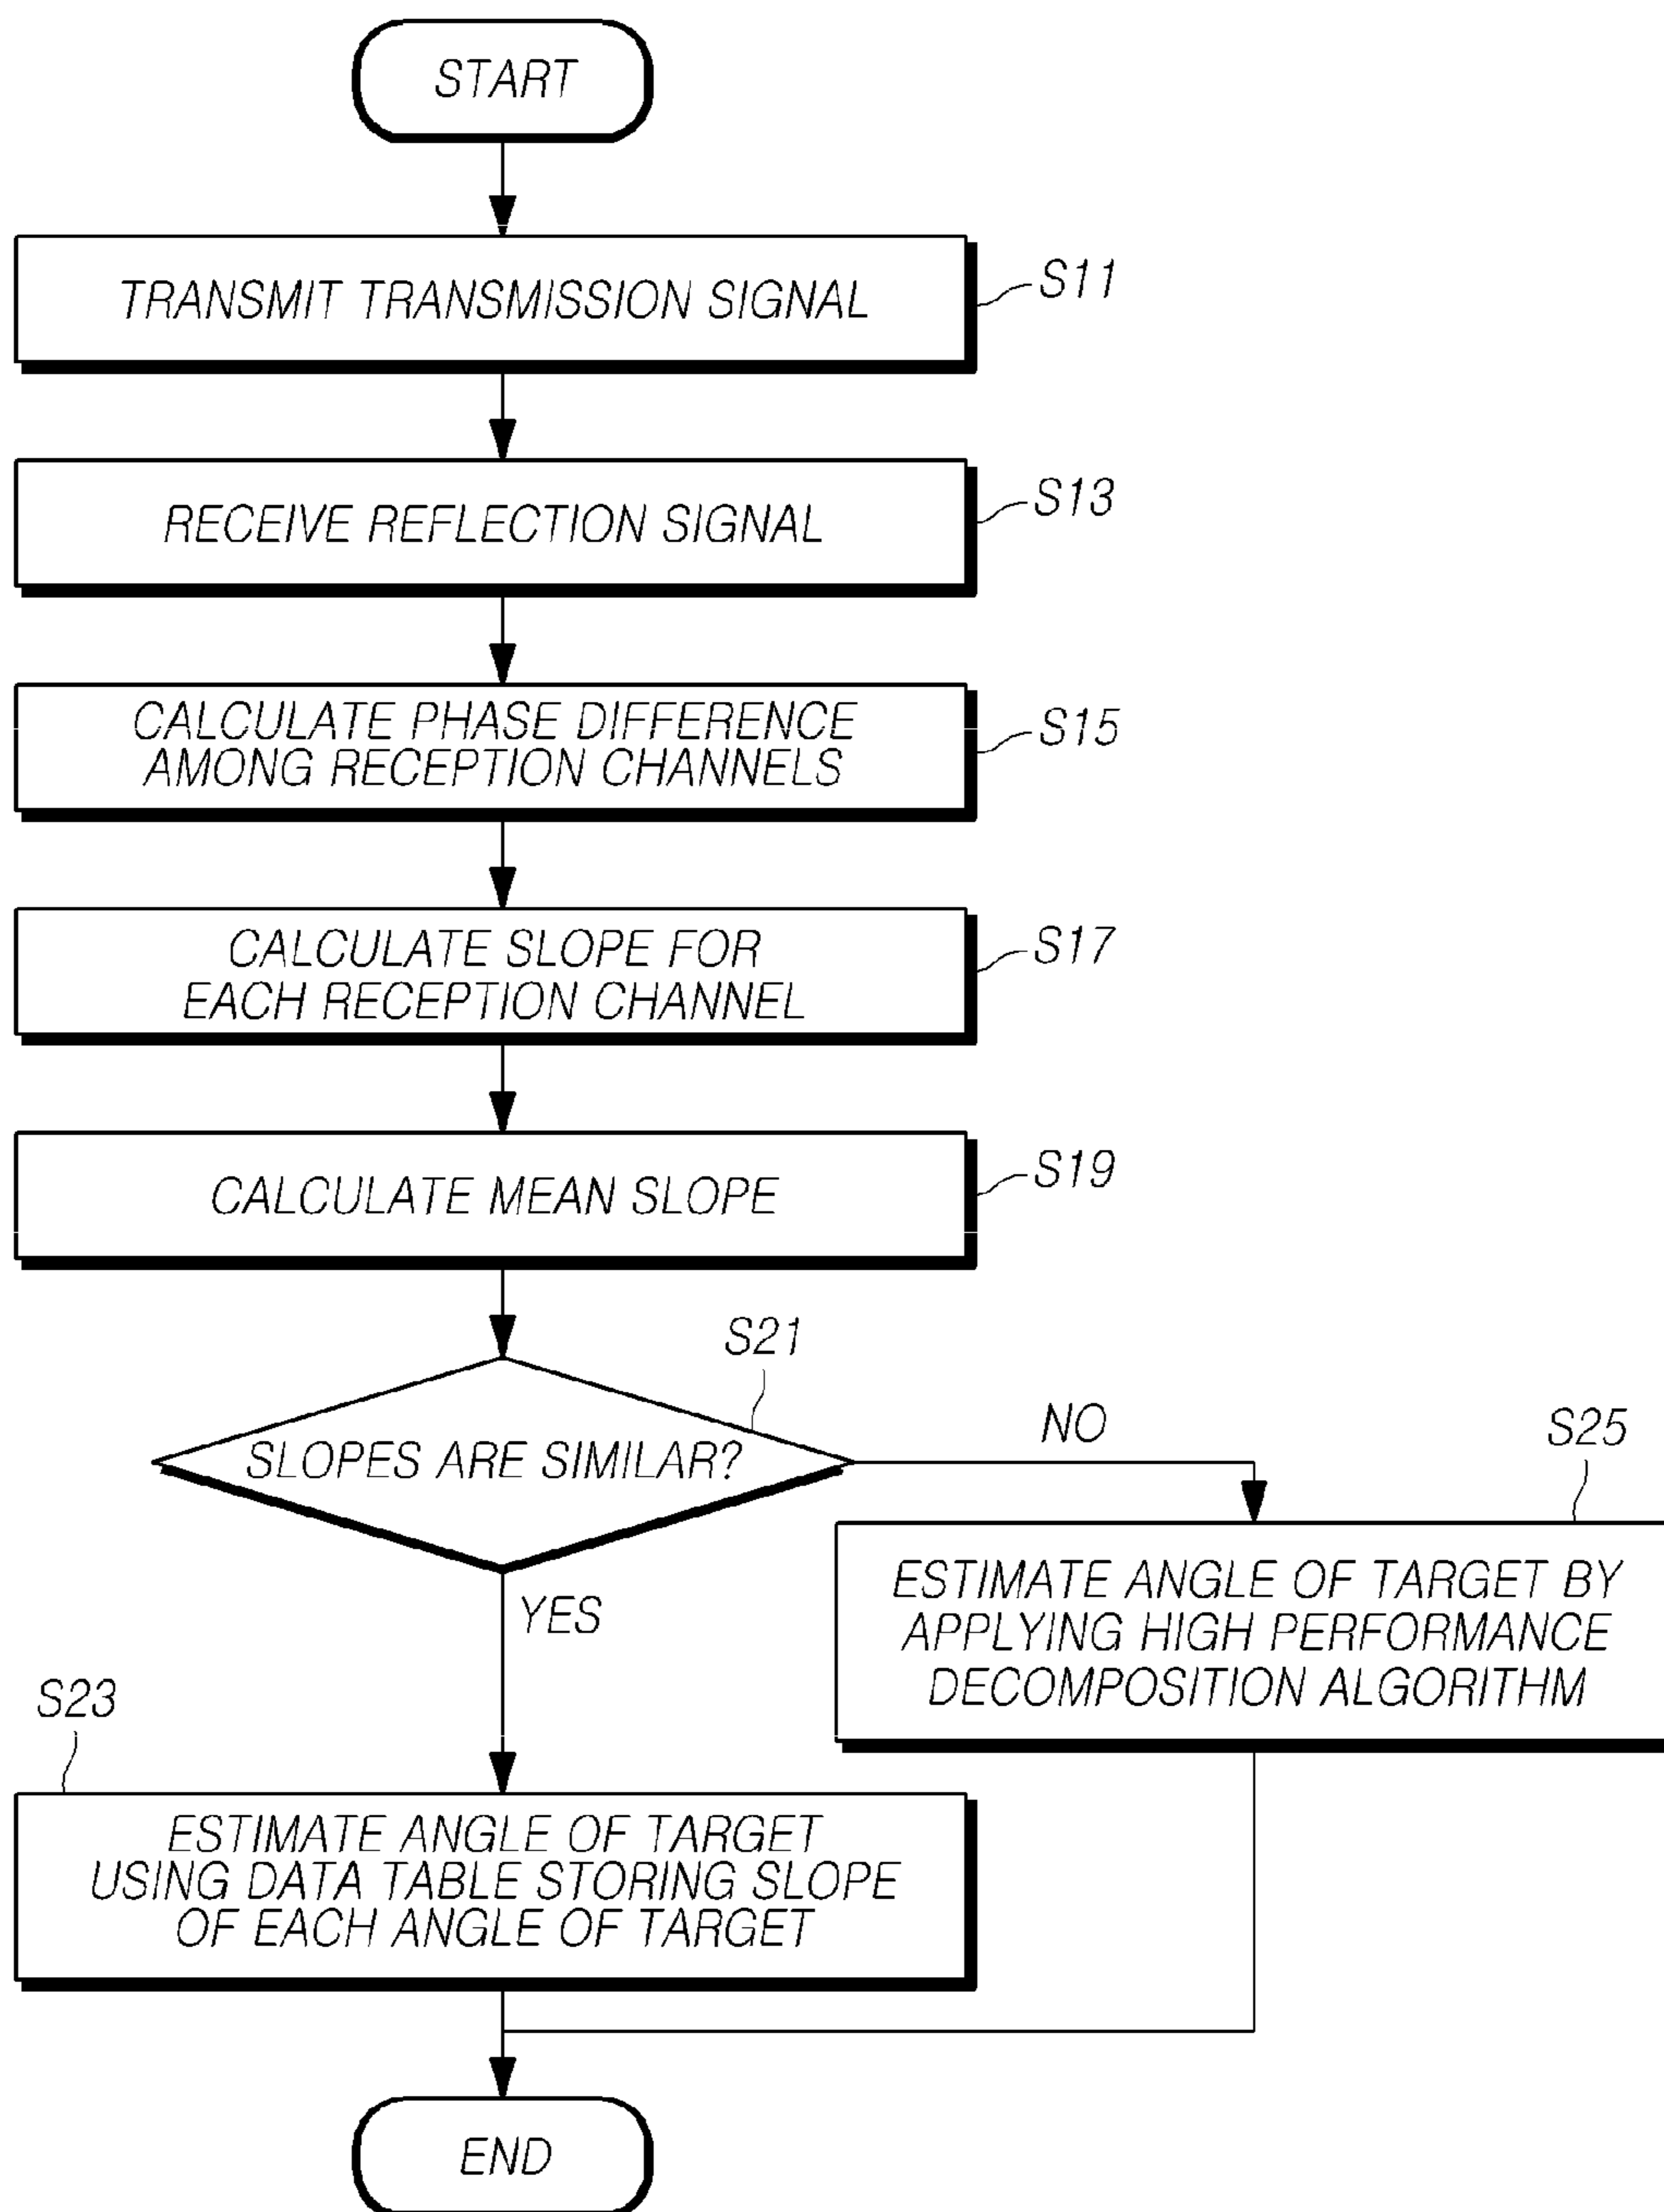 START
TRANSMIT TRANSMISSION SIGNAL
S11
RECEIVE REFLECTION SIGNAL
S13
CALCULATE PHASE DIFFERENCE
AMONG RECEPTION CHANNELS
S15
CALCULATE SLOPE FOR
EACH RECEPTION CHANNEL
S17
CALCULATE MEAN SLOPE
S19
S21
SLOPES ARE SIMILAR?
NO
YES
S25
ESTIMATE ANGLE OF TARGET BY
APPLYING HIGH PERFORMANCE
DECOMPOSITION ALGORITHM
S23
ESTIMATE ANGLE OF TARGET
USING DATA TABLE STORING SLOPE
OF EACH ANGLE OF TARGET
END